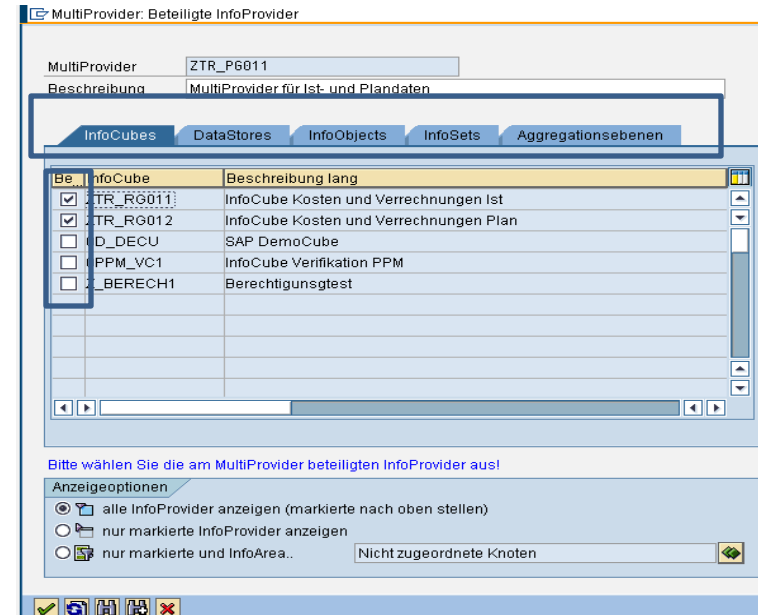 MultiProvider: Beteiligte InfoProvider
MultiProvider ZTR_PG011
Beschreibung MultiProvider für Ist- und Plandaten
InfoCubes DataStores InfoObjects InfoSets Aggregationsebenen
Be... InfoCube Beschreibung lang
ZTR_RG011 InfoCube Kosten und Verrechnungen Ist
ZTR_RG012 InfoCube Kosten und Verrechnungen Plan
0D_DECU SAP DemoCube
0PPM_VC1 InfoCube Verifikation PPM
Z_BERECH1 Berechtigunsgtest
Bitte wählen Sie die am MultiProvider beteiligten InfoProvider aus!
Anzeigeoptionen
alle InfoProvider anzeigen (markierte nach oben stellen)
nur markierte InfoProvider anzeigen
nur markierte und InfoArea.. Nicht zugeordnete Knoten